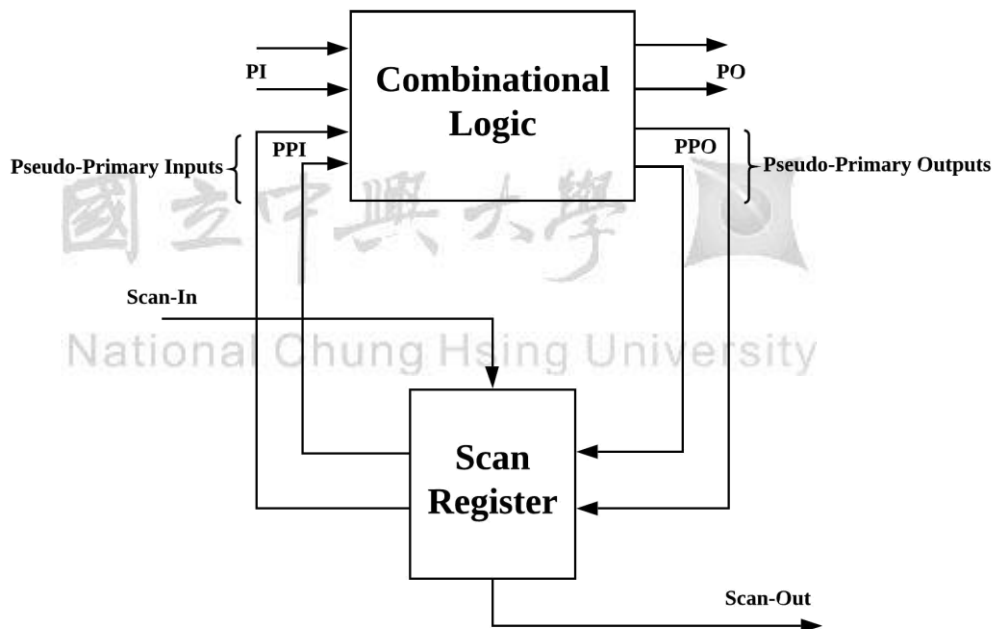 PI
Combinational
Logic
PO
Pseudo-Primary Inputs
PPI
PPO
Pseudo-Primary Outputs
國立中興大學
Scan-In
National Chung Hsing University
Scan
Register
Scan-Out